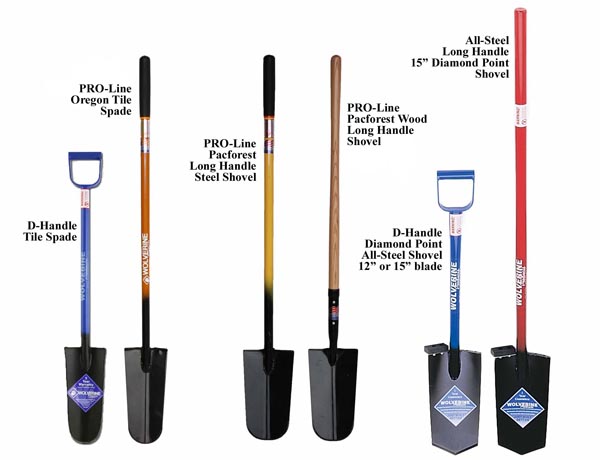 PRO-Line
Oregon Tile
Spade
D-Handle
Tile Spade
WOLVERINE
WOLVERINE
WOLVERINE
PRO-Line
Pacforest
Long Handle
Steel Shovel
PRO-Line
Pacforest Wood
Long Handle
Shovel
All-Steel
Long Handle
15” Diamond Point
Shovel
D-Handle
Diamond Point
All-Steel Shovel
12” or 15” blade
WOLVERINE
WOLVERINE
WOLVERINE
WOLVERINE